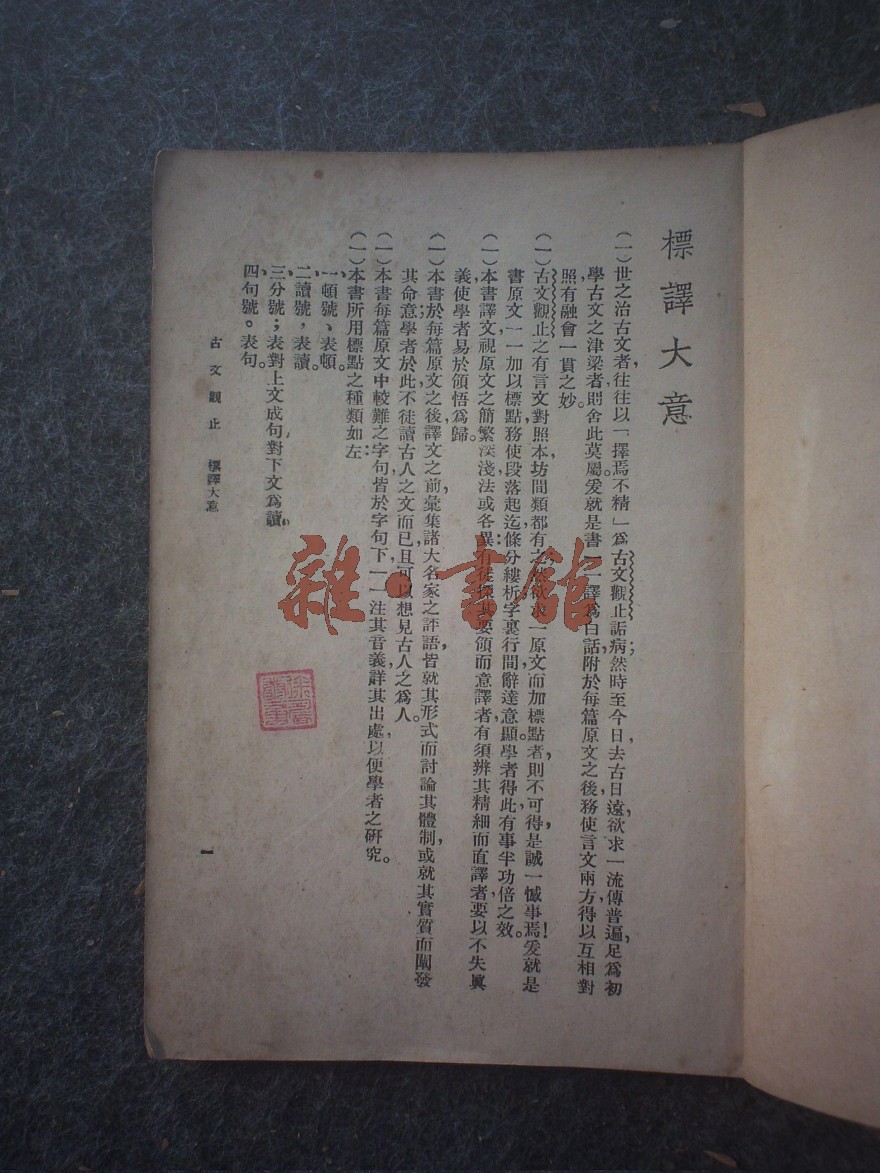 標譯大意
(一)世之治古文者,往往以「擇焉不精」爲古文觀止詬病;然時至今日,去古日遠,欲求一流傳普遍,足爲初
學古文之津梁者,則舍此莫屬。爰就是書,一一譯爲白話,附於每篇原文之後,務使言文兩方,得以互相對
照,有融會一貫之妙。
(一)古文觀止之有言文對照本,坊間類都有之;然欲求一原文而加標點者,則不可得,是誠一憾事焉!爰就是
書原文,一一加以標點,務使段落起迄,條分縷析,字裏行間,辭達意顯。學者得此,有事半功倍之效。
(一)本書譯文,視原文之簡繁深淺,法或各異:有從擇其要領而意譯者,有須辨其精細而直譯者,要以不失眞
義,使學者易於領悟爲歸。
(一)本書於每篇原文之後,譯文之前,彙集諸大名家之評語,皆就其形式而討論其體制,或就其實質而闡發
其命意;學者於此,不徒讀古人之文而已,且可以想見古人之爲人。
(一)本書每篇原文中較難之字句,皆於字句下,一一注其音義,詳其出處,以便學者之研究。
(一)本書所用標點之種類如左:
一、頓號、表頓。
二、讀號,表讀。
三、分號;表對上文成句,對下文爲讀。
四、句號。表句。
古文觀止 標譯大意
一
雜·書館